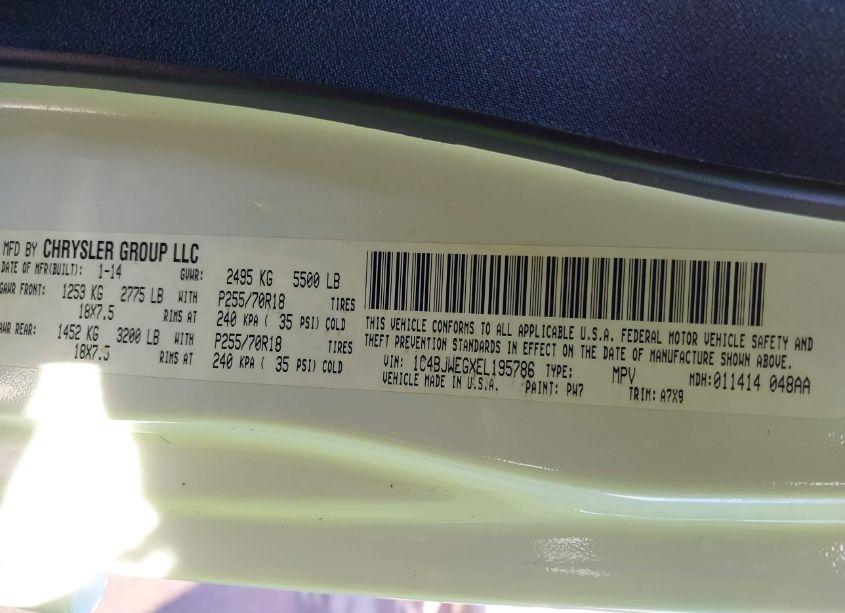 MFD BY CHRYSLER GROUP LLC
DATE OF MFR(BUILT): 1-14 GVWR: 2495 KG 5500 LB
GAWR FRONT: 1253 KG 2775 LB WITH P255/70R18 TIRES
18X7.5 RIMS AT 240 KPA ( 35 PSI) COLD
AWR REAR: 1452 KG 3200 LB WITH P255/70R18 TIRES
18X7.5 RIMS AT 240 KPA ( 35 PSI) COLD
THIS VEHICLE CONFORMS TO ALL APPLICABLE U.S.A. FEDERAL MOTOR VEHICLE SAFETY AND
THEFT PREVENTION STANDARDS IN EFFECT ON THE DATE OF MANUFACTURE SHOWN ABOVE.
VIN: 1C4BJWEGXEL195786 TYPE: MPV MDH:011414 048AA
VEHICLE MADE IN U.S.A. PAINT: PW7 TRIM: A7X9